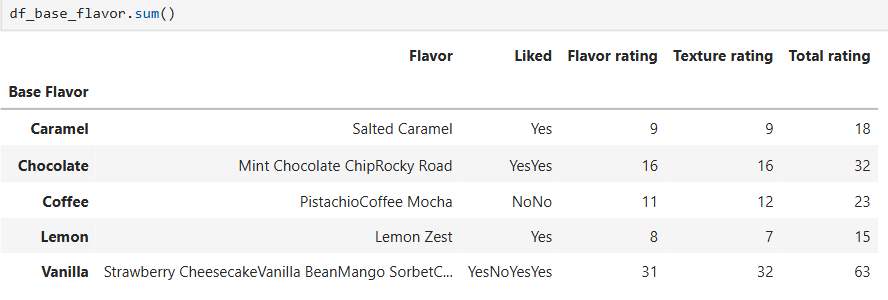 df_base_flavor.sum()
Flavor Liked Flavor rating Texture rating Total rating
Base Flavor
Caramel Salted Caramel Yes 9 9 18
Chocolate Mint Chocolate ChipRocky Road YesYes 16 16 32
Coffee PistachioCoffee Mocha NoNo 11 12 23
Lemon Lemon Zest Yes 8 7 15
Vanilla Strawberry CheesecakeVanilla BeanMango SorbetC... YesNoYesYes 31 32 63